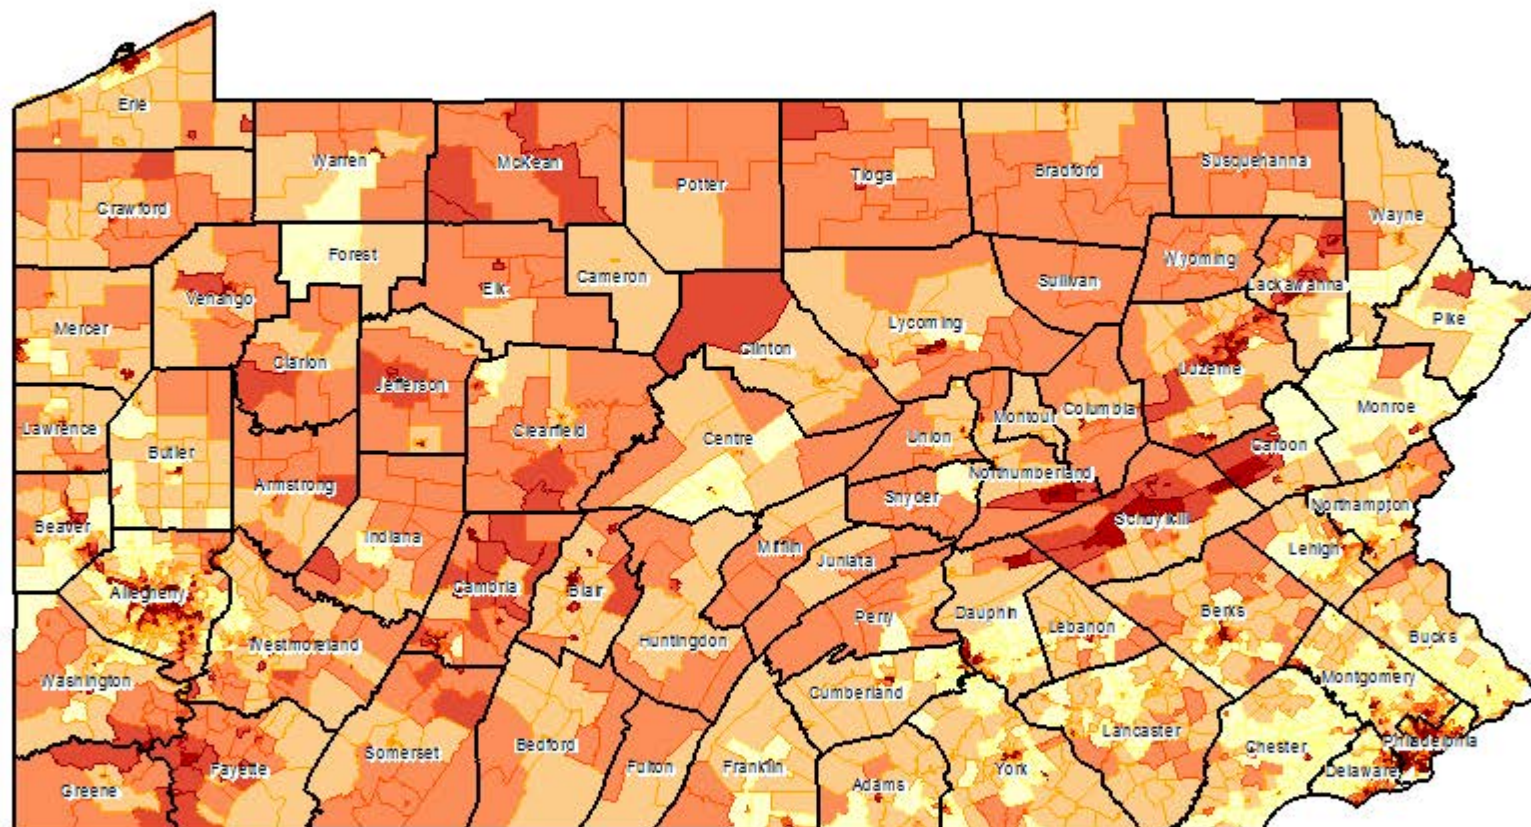 Erie
Warren
McKean
Potter
Tioga
Bradford
Susquehanna
Wayne
Crawford
Forest
Cameron
Elk
Venango
Sullivan
Wyoming
Lackawanna
Pike
Mercer
Clarion
Jefferson
Lycoming
Clinton
Luzerne
Monroe
Lawrence
Butler
Clearfield
Centre
Union
Montour
Columbia
Carbon
Armstrong
Snyder
Northumberland
Northampton
Beaver
Indiana
Mifflin
Juniata
Schuylkill
Lehigh
Allegheny
Cambria
Blair
Perry
Dauphin
Lebanon
Berks
Bucks
Westmoreland
Huntingdon
Washington
Cumberland
Montgomery
Somerset
Bedford
Fulton
Franklin
Adams
York
Lancaster
Chester
Philadelphia
Delaware
Greene
Fayette